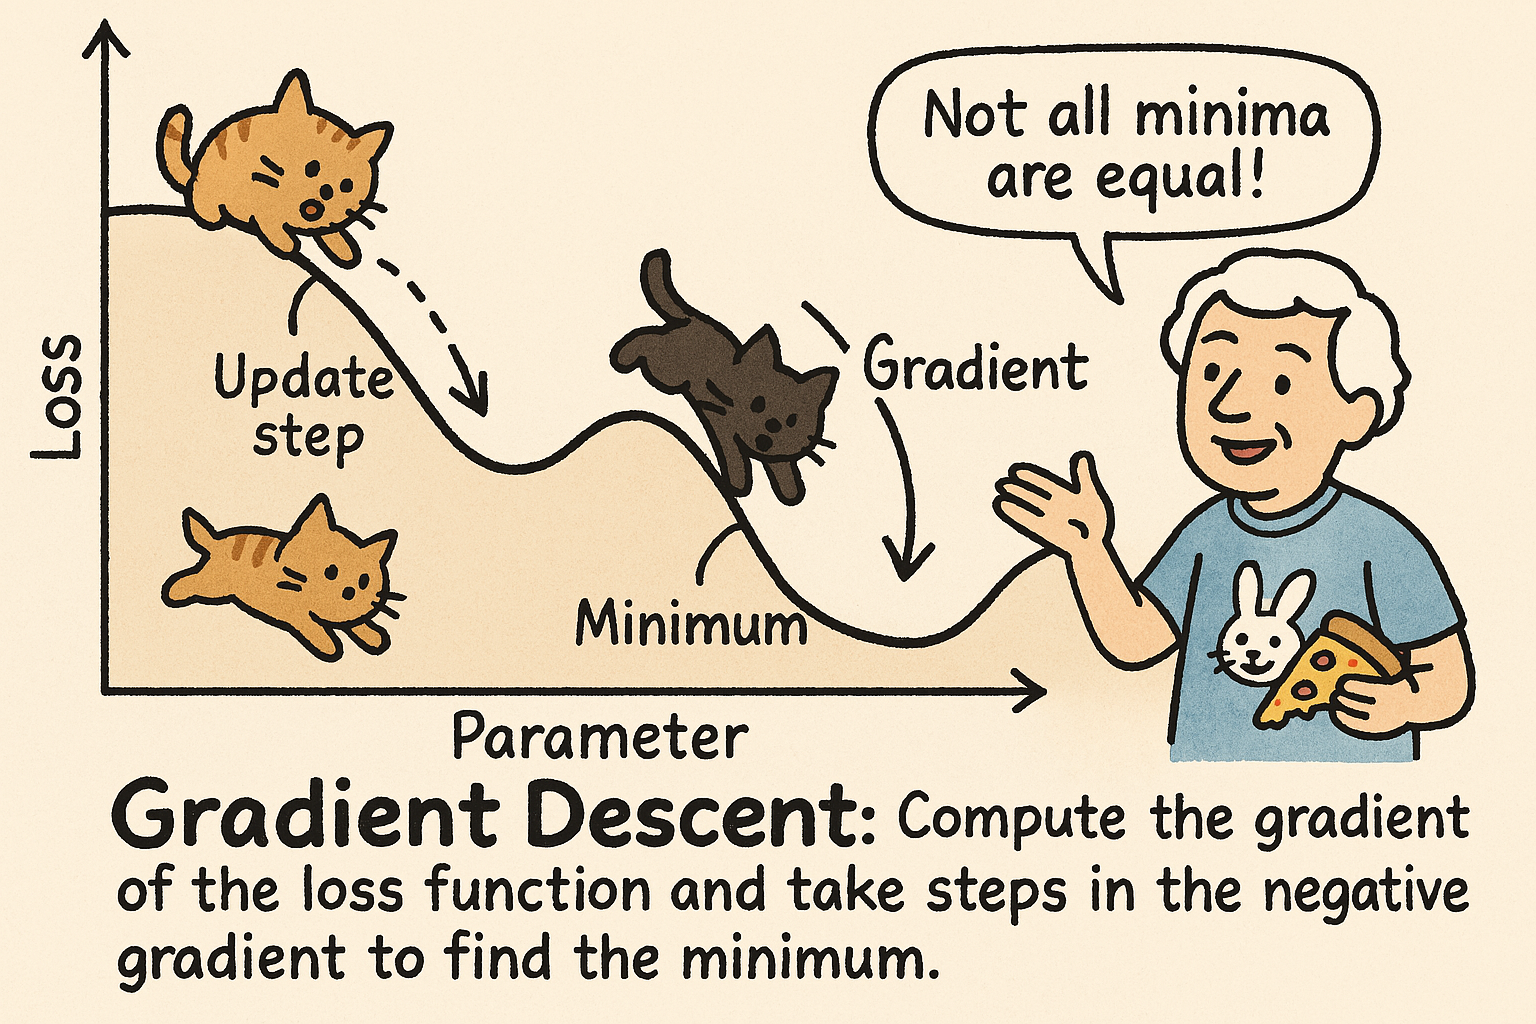 Not all minima
are equal!
Loss
Update
step
Gradient
Minimum
Parameter
Gradient Descent: Compute the gradient
of the loss function and take steps in the negative
gradient to find the minimum.